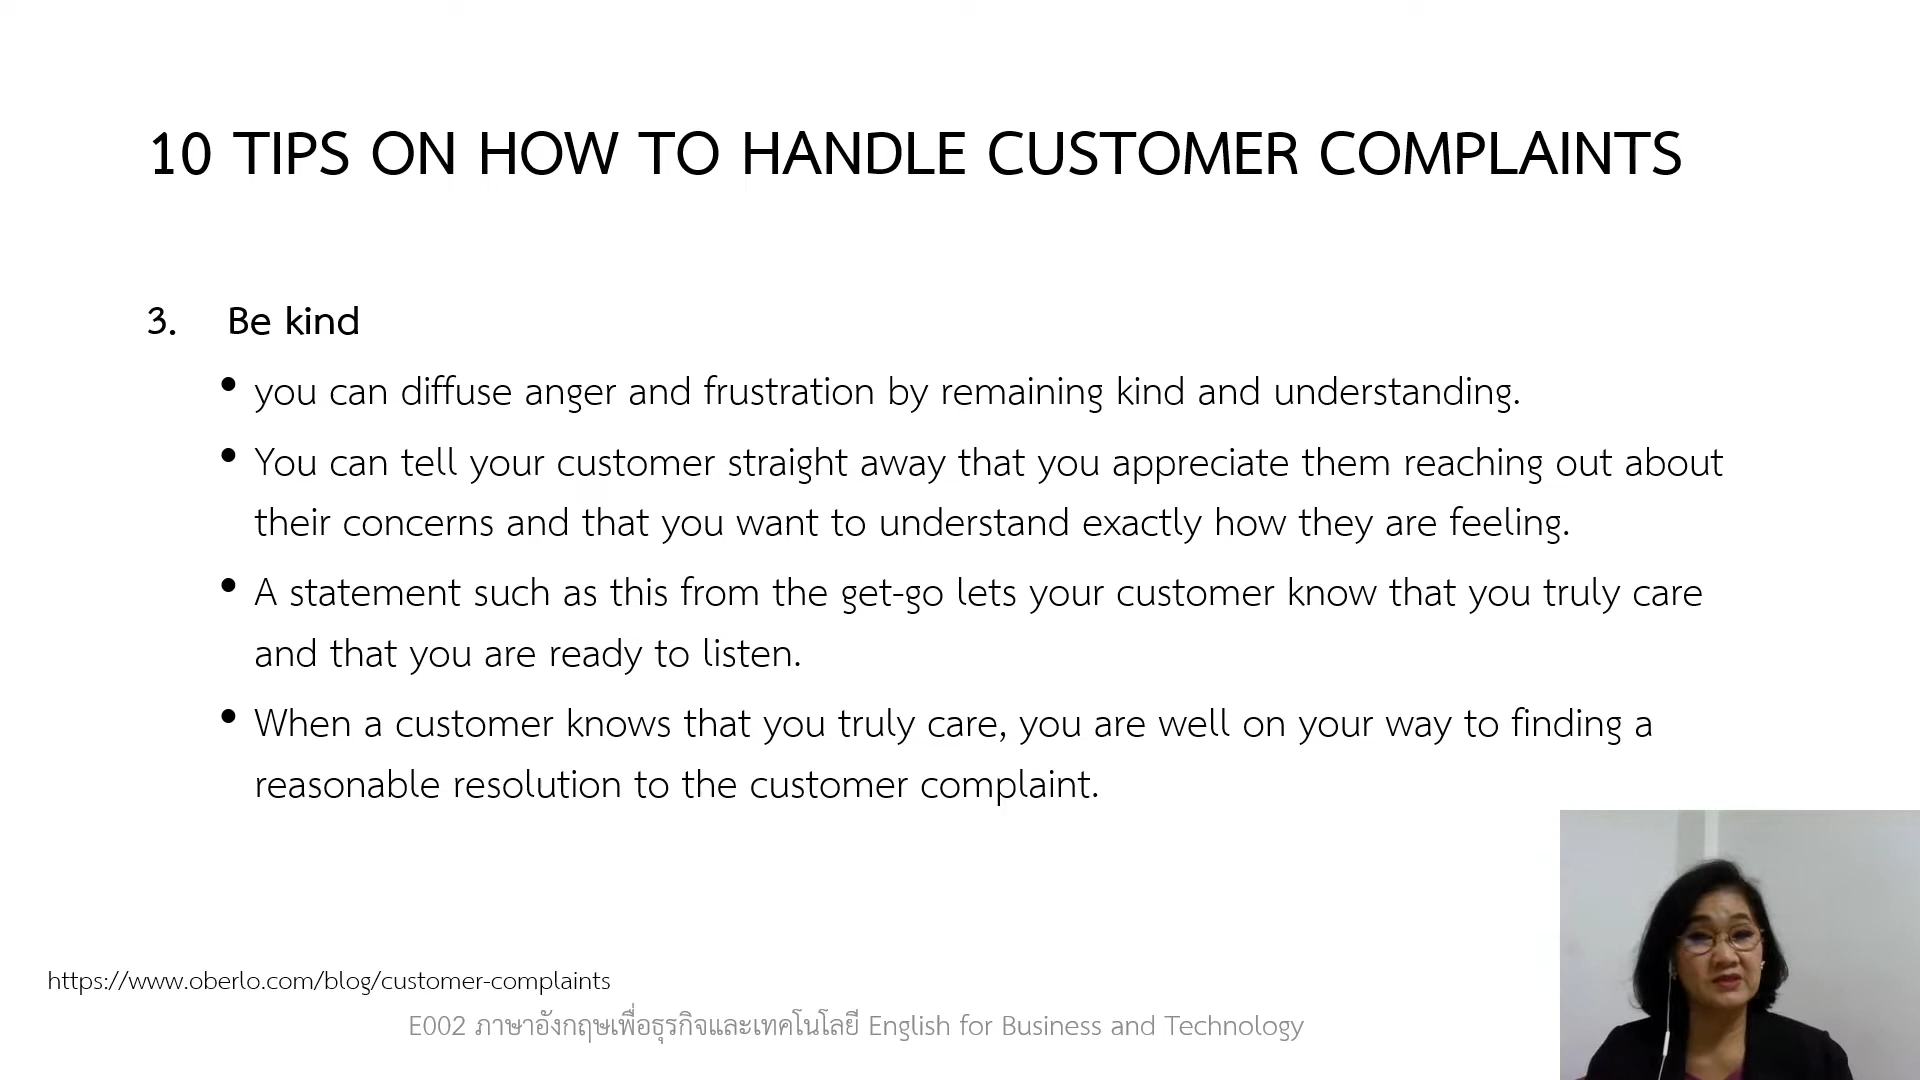 10 TIPS ON HOW TO HANDLE CUSTOMER COMPLAINTS
3. Be kind
• you can diffuse anger and frustration by remaining kind and understanding.
• You can tell your customer straight away that you appreciate them reaching out about
their concerns and that you want to understand exactly how they are feeling.
• A statement such as this from the get-go lets your customer know that you truly care
and that you are ready to listen.
• When a customer knows that you truly care, you are well on your way to finding a
reasonable resolution to the customer complaint.
https://www.oberlo.com/blog/customer-complaints
E002 ภาษาอังกฤษเพื่อธุรกิจและเทคโนโลยี English for Business and Technology